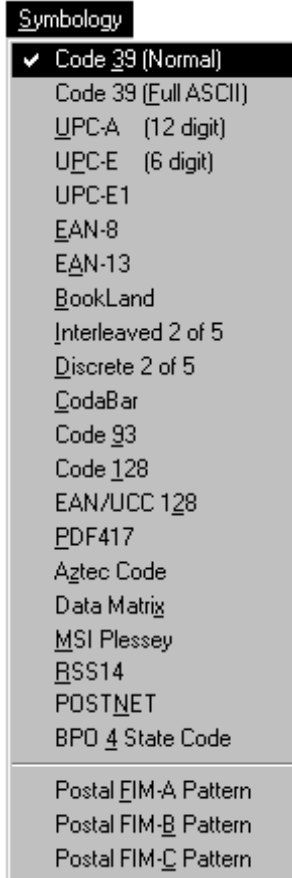 Symbology
Code 39 (Normal)
Code 39 (Full ASCII)
UPC-A (12 digit)
UPC-E (6 digit)
UPC-E1
EAN-8
EAN-13
BookLand
Interleaved 2 of 5
Discrete 2 of 5
CodaBar
Code 93
Code 128
EAN/UCC 128
PDF417
Aztec Code
Data Matrix
MSI Plessey
RSS14
POSTNET
BPO 4 State Code
Postal FIM-A Pattern
Postal FIM-B Pattern
Postal FIM-C Pattern